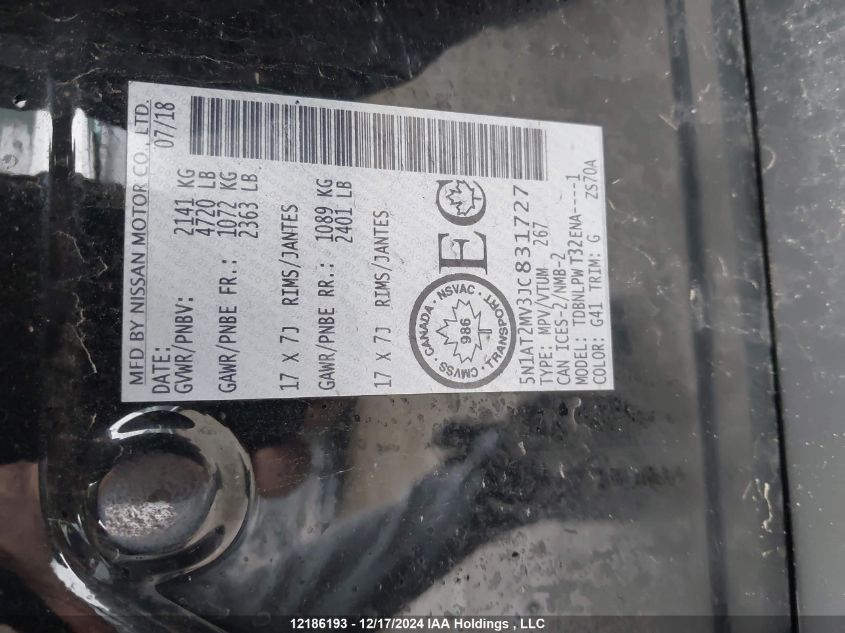 MFD BY NISSAN MOTOR CO., LTD.
DATE: 07/18
GVWR/PNBV: 2141 KG
4720 LB
GAWR/PNBE FR.: 1072 KG
2363 LB
17 X 7J RIMS/JANTES
GAWR/PNBE RR.: 1089 KG
2401 LB
17 X 7J RIMS/JANTES
CANADA · NSVAC · TRANSPORT · CMVSS ·
986
EC
5N1AT2MV3JC831727
TYPE: MPV/VTUM 267
CAN ICES-2/NMB-2
MODEL: TDBNLPW T32ENA----1
COLOR: G41 TRIM: G ZS70A
12186193 - 12/17/2024 IAA Holdings , LLC